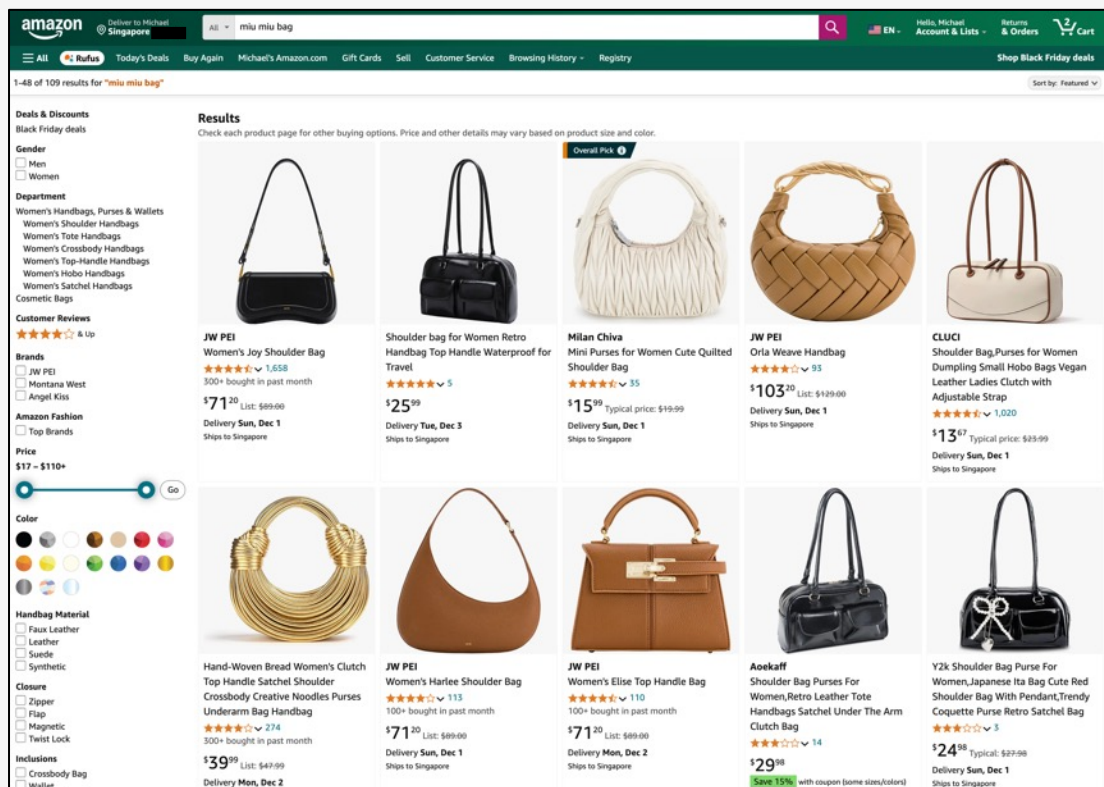 amazon
Deliver to Michael
Singapore
All
miu miu bag
EN
Hello, Michael
Account & Lists
Returns
& Orders
2
Cart
All
Rufus
Today's Deals
Buy Again
Michael's Amazon.com
Gift Cards
Sell
Customer Service
Browsing History
Registry
Shop Black Friday deals
1-48 of 109 results for "miu miu bag"
Sort by: Featured
Deals & Discounts
Black Friday deals
Gender
Men
Women
Department
Women's Handbags, Purses & Wallets
Women's Shoulder Handbags
Women's Tote Handbags
Women's Crossbody Handbags
Women's Top-Handle Handbags
Women's Hobo Handbags
Women's Satchel Handbags
Cosmetic Bags
Customer Reviews
& Up
Brands
JW PEI
Montana West
Angel Kiss
Amazon Fashion
Top Brands
Price
$17 – $110+
Go
Color
Handbag Material
Faux Leather
Leather
Suede
Synthetic
Closure
Zipper
Flap
Magnetic
Twist Lock
Inclusions
Crossbody Bag
Wallet
Results
Check each product page for other buying options. Price and other details may vary based on product size and color.
JW PEI
Women's Joy Shoulder Bag
1,658
300+ bought in past month
$7120 List: $89.00
Delivery Sun, Dec 1
Ships to Singapore
Shoulder bag for Women Retro
Handbag Top Handle Waterproof for
Travel
5
$2599
Delivery Tue, Dec 3
Ships to Singapore
Overall Pick
Milan Chiva
Mini Purses for Women Cute Quilted
Shoulder Bag
35
$1599 Typical price: $19.99
Delivery Sun, Dec 1
Ships to Singapore
JW PEI
Orla Weave Handbag
93
$10320 List: $129.00
Delivery Sun, Dec 1
Ships to Singapore
CLUCI
Shoulder Bag,Purses for Women
Dumpling Small Hobo Bags Vegan
Leather Ladies Clutch with
Adjustable Strap
1,020
$1367 Typical price: $23.99
Delivery Sun, Dec 1
Ships to Singapore
Hand-Woven Bread Women's Clutch
Top Handle Satchel Shoulder
Crossbody Creative Noodles Purses
Underarm Bag Handbag
274
300+ bought in past month
$3999 List: $47.99
Delivery Mon, Dec 2
JW PEI
Women's Harlee Shoulder Bag
113
100+ bought in past month
$7120 List: $89.00
Delivery Sun, Dec 1
Ships to Singapore
JW PEI
Women's Elise Top Handle Bag
110
100+ bought in past month
$7120 List: $89.00
Delivery Mon, Dec 2
Ships to Singapore
Aoekaff
Shoulder Bag Purses For
Women,Retro Leather Tote
Handbags Satchel Under The Arm
Clutch Bag
14
$2998
Save 15% with coupon (some sizes/colors)
Y2k Shoulder Bag Purse For
Women,Japanese Ita Bag Cute Red
Shoulder Bag With Pendant,Trendy
Coquette Purse Retro Satchel Bag
3
$2498 Typical: $27.98
Delivery Sun, Dec 1
Ships to Singapore